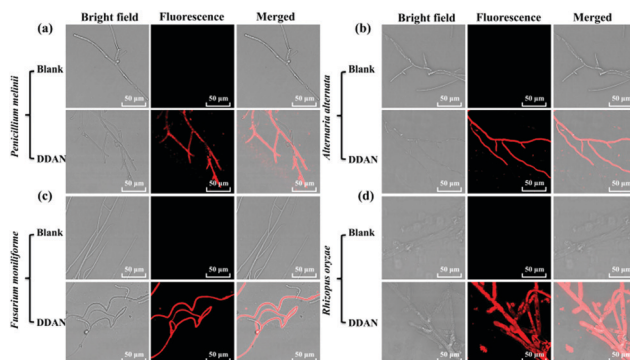 (a) Bright field Fluorescence Merged
Blank
50 μm 50 μm 50 μm
Penicillium melinii
DDAN
50 μm 50 μm 50 μm
(b) Bright field Fluorescence Merged
Blank
50 μm 50 μm 50 μm
Alternaria alternata
DDAN
50 μm 50 μm 50 μm
(c)
Blank
50 μm 50 μm 50 μm
Fusarium moniliforme
DDAN
50 μm 50 μm 50 μm
(d)
Blank
50 μm 50 μm 50 μm
Rhizopus oryzae
DDAN
50 μm 50 μm 50 μm